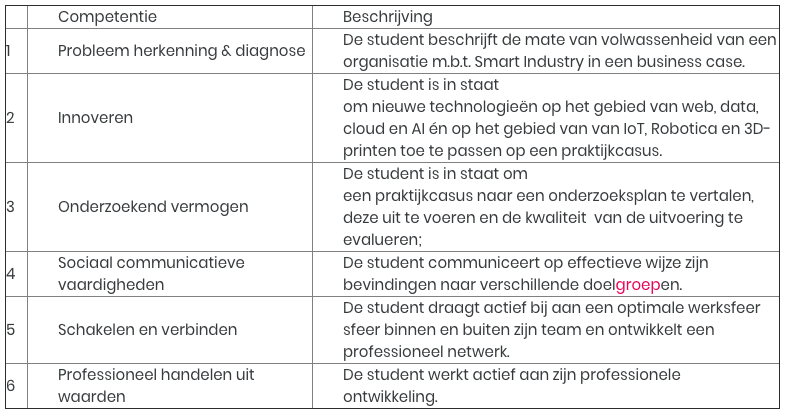 Competentie Beschrijving
1 Probleem herkenning & diagnose De student beschrijft de mate van volwassenheid van een
organisatie m.b.t. Smart Industry in een business case.
2 Innoveren De student is in staat
om nieuwe technologieën op het gebied van web, data,
cloud en AI én op het gebied van van IoT, Robotica en 3D-
printen toe te passen op een praktijkcasus.
3 Onderzoekend vermogen De student is in staat om
een praktijkcasus naar een onderzoeksplan te vertalen,
deze uit te voeren en de kwaliteit van de uitvoering te
evalueren;
4 Sociaal communicatieve
vaardigheden
De student communiceert op effectieve wijze zijn
bevindingen naar verschillende doelgroepen.
5 Schakelen en verbinden De student draagt actief bij aan een optimale werksfeer
sfeer binnen en buiten zijn team en ontwikkelt een
professioneel netwerk.
6 Professioneel handelen uit
waarden
De student werkt actief aan zijn professionele
ontwikkeling.